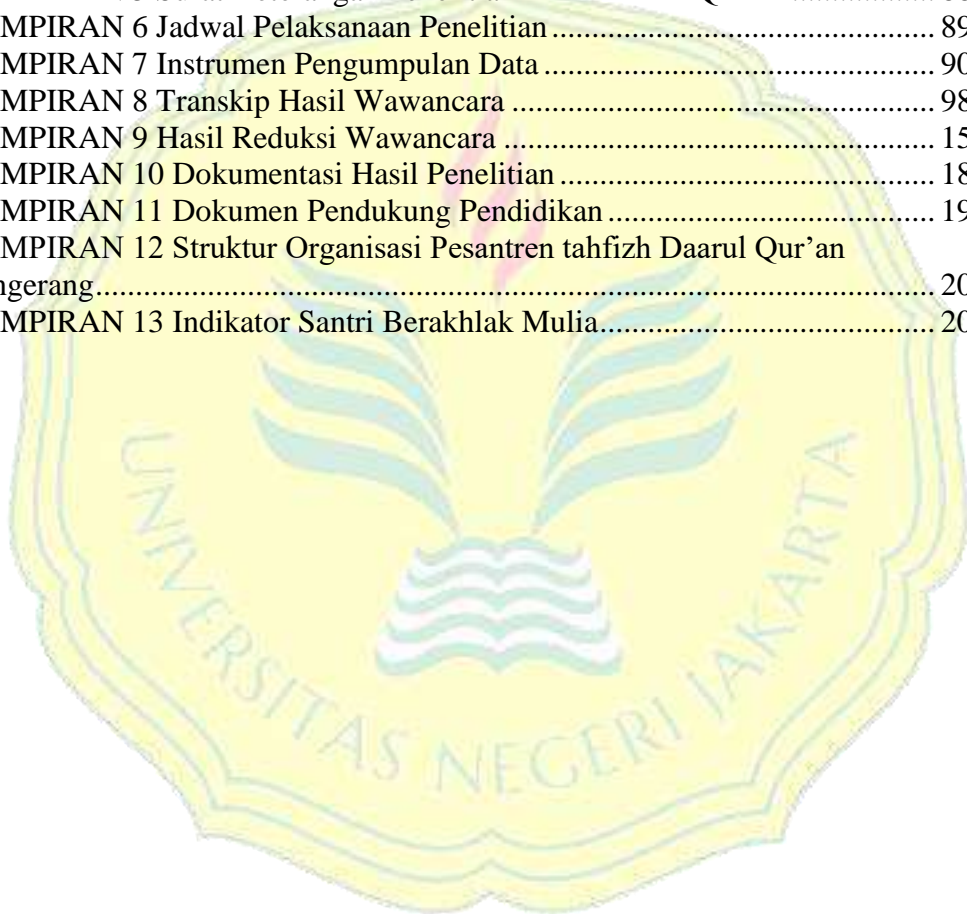 MPIRAN 6 Jadwal Pelaksanaan Penelitian ............................................... 89
MPIRAN 7 Instrumen Pengumpulan Data ................................................ 90
MPIRAN 8 Transkip Hasil Wawancara .................................................... 98
MPIRAN 9 Hasil Reduksi Wawancara ..................................................... 15
MPIRAN 10 Dokumentasi Hasil Penelitian .............................................. 18
MPIRAN 11 Dokumen Pendukung Pendidikan ........................................ 19
MPIRAN 12 Struktur Organisasi Pesantren tahfizh Daarul Qur’an
ngerang....................................................................................................... 20
MPIRAN 13 Indikator Santri Berakhlak Mulia......................................... 20
UNIVERSITAS NEGERI JAKARTA